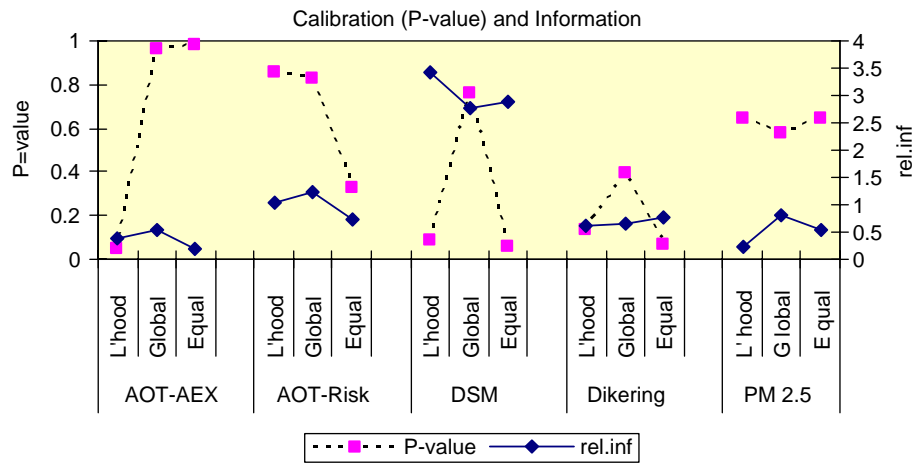 Calibration (P-value) and Information
P=value
1
0.8
0.6
0.4
0.2
0
4
3.5
3
2.5
2
1.5
1
0.5
0
rel.inf
L'hood
Global
Equal
L'hood
Global
Equal
L'hood
Global
Equal
L'hood
Global
Equal
L' hood
G lobal
E qual
AOT-AEX
AOT-Risk
DSM
Dikering
PM 2.5
P-value
rel.inf